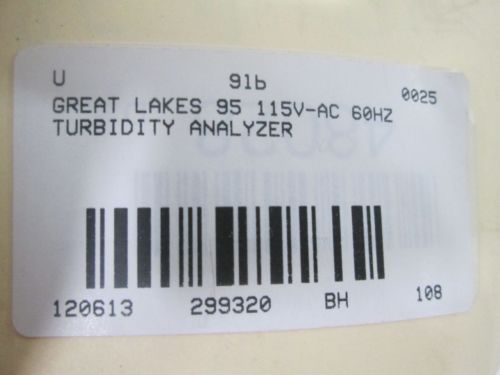 U 91b 0025
GREAT LAKES 95 115V-AC 60HZ
TURBIDITY ANALYZER
120613 299320 BH 108